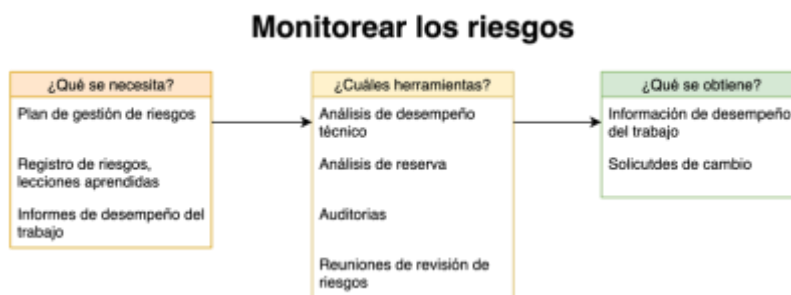 Monitorear los riesgos
¿Qué se necesita?
Plan de gestión de riesgos
Registro de riesgos,
lecciones aprendidas
Informes de desempeño del
trabajo
¿Cuáles herramientas?
Análisis de desempeño
técnico
Análisis de reserva
Auditorias
Reuniones de revisión de
riesgos
¿Qué se obtiene?
Información de desempeño
del trabajo
Solicutdes de cambio